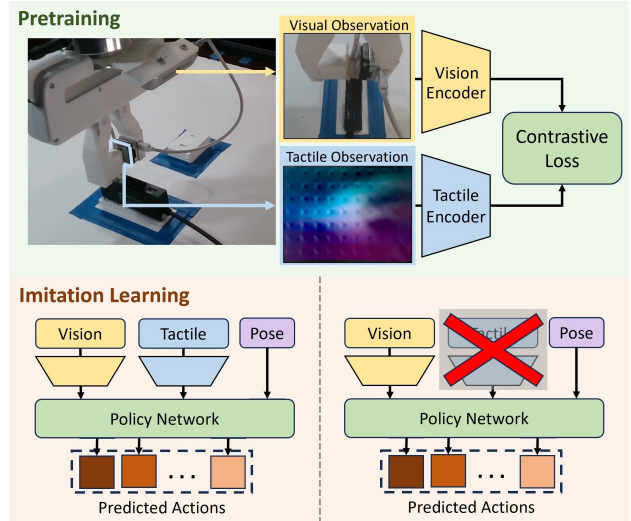 Pretraining
Visual Observation
Vision
Encoder
Contrastive
Loss
Tactile Observation
Tactile
Encoder
Imitation Learning
Vision
Tactile
Pose
Policy Network
...
Predicted Actions
Vision
Tactile
Pose
Policy Network
...
Predicted Actions